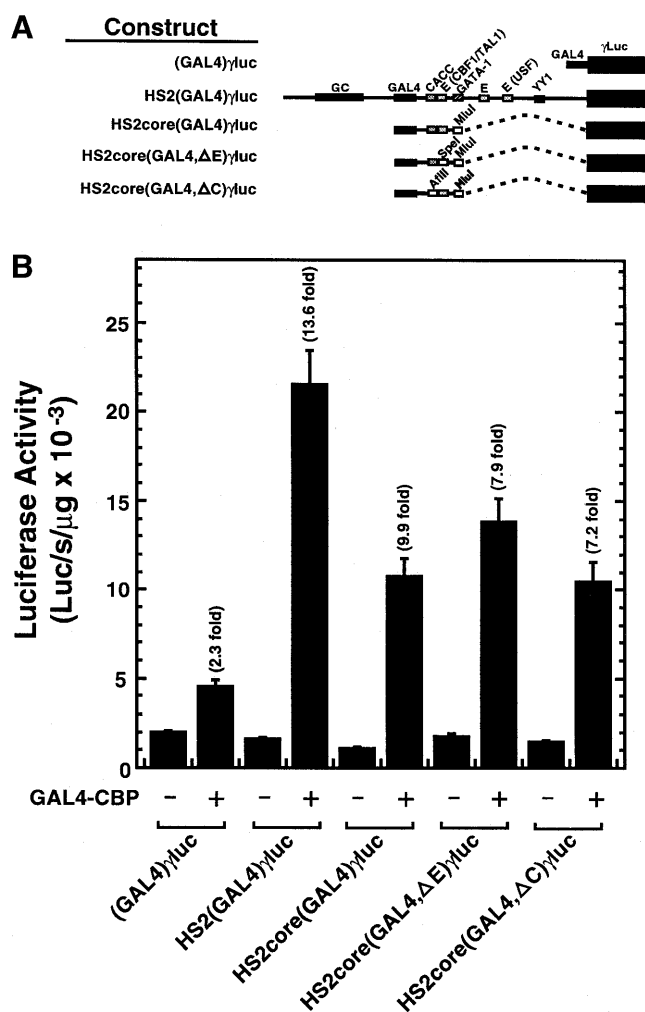 A
Construct
(GAL4)γluc
GAL4
γLuc
HS2(GAL4)γluc
GC
GAL4
CACC
E (CBF1/TAL1)
GATA-1
E
E (USF)
YY1
HS2core(GAL4)γluc
MluI
HS2core(GAL4,ΔE)γluc
SpeI
MluI
HS2core(GAL4,ΔC)γluc
AflII
MluI
B
Luciferase Activity
(Luc/s/μg x 10-3)
25
20
15
10
5
0
(2.3 fold)
(13.6 fold)
(9.9 fold)
(7.9 fold)
(7.2 fold)
GAL4-CBP − + − + − + − + − +
(GAL4)γluc
HS2(GAL4)γluc
HS2core(GAL4)γluc
HS2core(GAL4,ΔE)γluc
HS2core(GAL4,ΔC)γluc